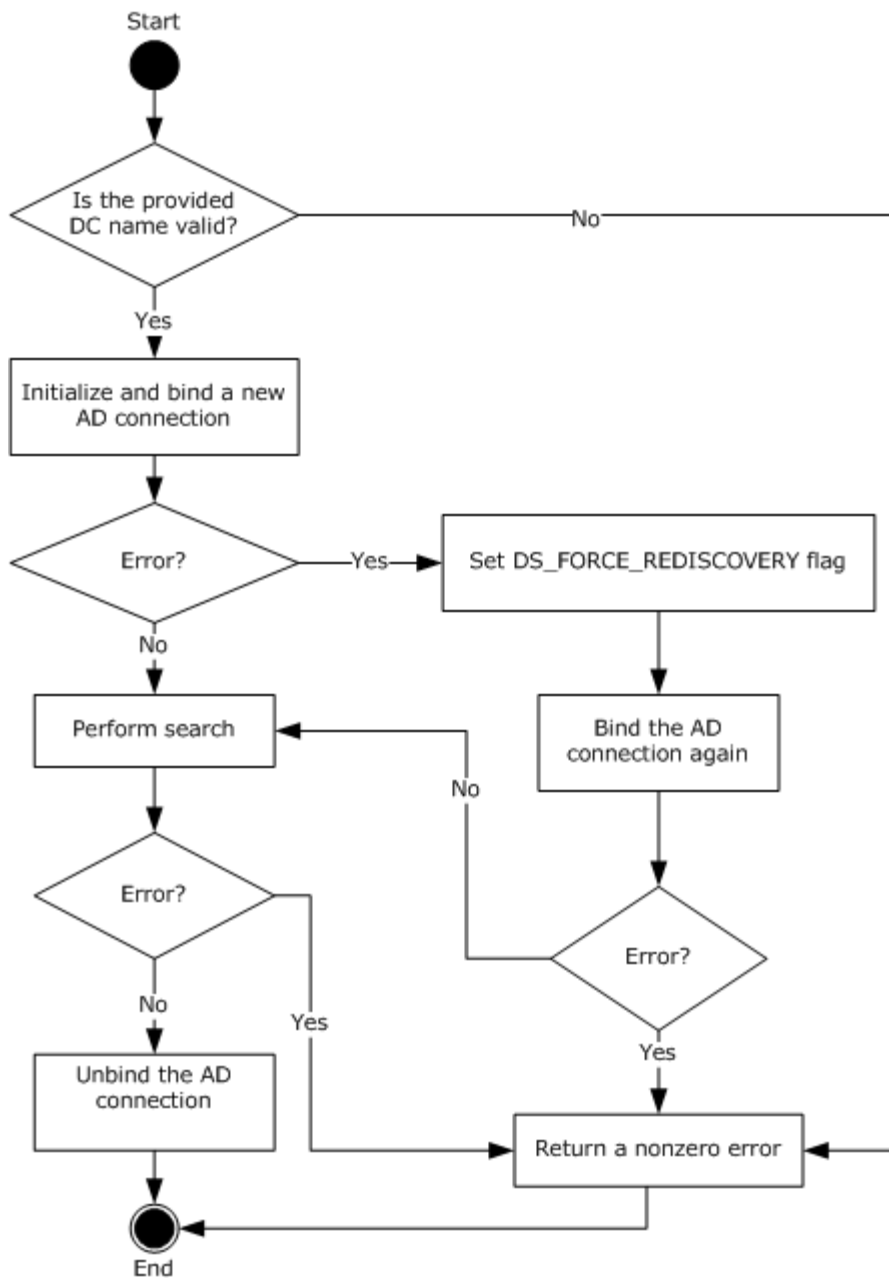 Start
Is the provided
DC name valid?
No
Yes
Initialize and bind a new
AD connection
Error?
Yes
Set DS_FORCE_REDISCOVERY flag
No
Perform search
Bind the AD
connection again
No
Error?
Error?
No
Yes
Yes
Unbind the AD
connection
Return a nonzero error
End